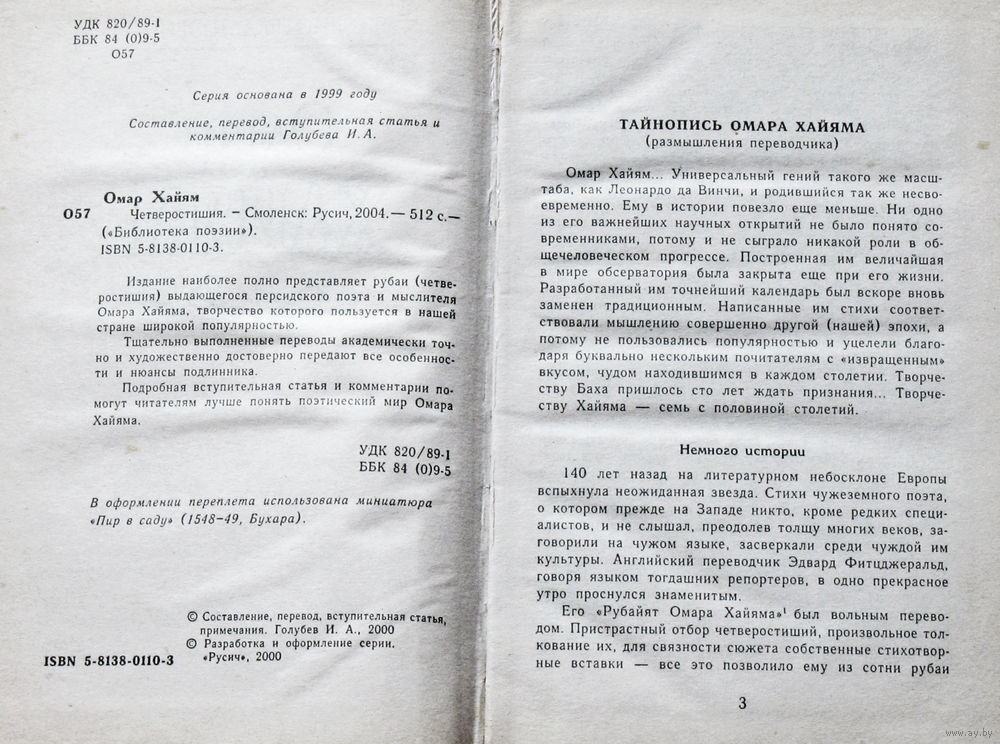 УДК 820/89-1
ББК 84 (0)9-5
О57
Серия основана в 1999 году
Составление, перевод, вступительная статья и
комментарии Голубева И. А.
Омар Хайям
О57 Четверостишия. – Смоленск: Русич, 2004.— 512 с.—
(«Библиотека поэзии»).
ISBN 5-8138-0110-3.
Издание наиболее полно представляет рубаи (четве-
ростишия) выдающегося персидского поэта и мыслителя
Омара Хайяма, творчество которого пользуется в нашей
стране широкой популярностью.
Тщательно выполненные переводы академически точ-
но и художественно достоверно передают все особеннос-
ти и нюансы подлинника.
Подробная вступительная статья и комментарии по-
могут читателям лучше понять поэтический мир Омара
Хайяма.
УДК 820/89-1
ББК 84 (0)9-5
В оформлении переплета использована миниатюра
«Пир в саду» (1548–49, Бухара).
© Составление, перевод, вступительная статья,
примечания. Голубев И. А., 2000
© Разработка и оформление серии.
ISBN 5-8138-0110-3 «Русич», 2000
ТАЙНОПИСЬ ОМАРА ХАЙЯМА
(размышления переводчика)
Омар Хайям... Универсальный гений такого же масш-
таба, как Леонардо да Винчи, и родившийся так же несво-
евременно. Ему в истории повезло еще меньше. Ни одно
из его важнейших научных открытий не было понято со-
временниками, потому и не сыграло никакой роли в об-
щечеловеческом прогрессе. Построенная им величайшая
в мире обсерватория была закрыта еще при его жизни.
Разработанный им точнейший календарь был вскоре вновь
заменен традиционным. Написанные им стихи соответ-
ствовали мышлению совершенно другой (нашей) эпохи, а
потому не пользовались популярностью и уцелели благо-
даря буквально нескольким почитателям с «извращенным»
вкусом, чудом находившимся в каждом столетии. Творче-
ству Баха пришлось сто лет ждать признания... Творче-
ству Хайяма — семь с половиной столетий.
Немного истории
140 лет назад на литературном небосклоне Европы
вспыхнула неожиданная звезда. Стихи чужеземного поэта,
о котором прежде на Западе никто, кроме редких специ-
алистов, и не слышал, преодолев толщу многих веков, за-
говорили на чужом языке, засверкали среди чуждой им
культуры. Английский переводчик Эдвард Фитцджеральд,
говоря языком тогдашних репортеров, в одно прекрасное
утро проснулся знаменитым.
Его «Рубайят Омара Хайяма»¹ был вольным перево-
дом. Пристрастный отбор четверостиший, произвольное тол-
кование их, для связности сюжета собственные стихотвор-
ные вставки — все это позволило ему из сотни рубаи
3
www.ay.by